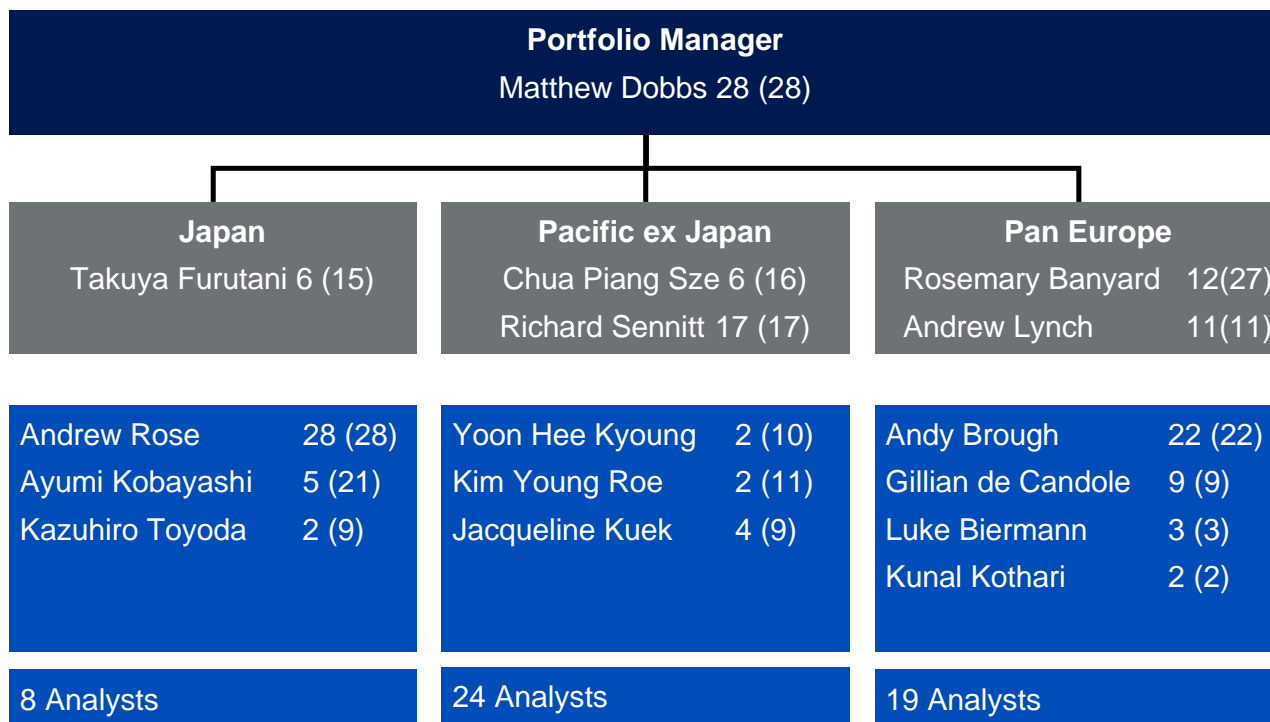 Portfolio Manager
Matthew Dobbs 28 (28)
Japan
Takuya Furutani 6 (15)
Pacific ex Japan
Chua Piang Sze 6 (16)
Richard Sennitt 17 (17)
Pan Europe
Rosemary Banyard 12(27)
Andrew Lynch 11(11)
Andrew Rose 28 (28)
Ayumi Kobayashi 5 (21)
Kazuhiro Toyoda 2 (9)
Yoon Hee Kyoung 2 (10)
Kim Young Roe 2 (11)
Jacqueline Kuek 4 (9)
Andy Brough 22 (22)
Gillian de Candole 9 (9)
Luke Biermann 3 (3)
Kunal Kothari 2 (2)
8 Analysts
24 Analysts
19 Analysts